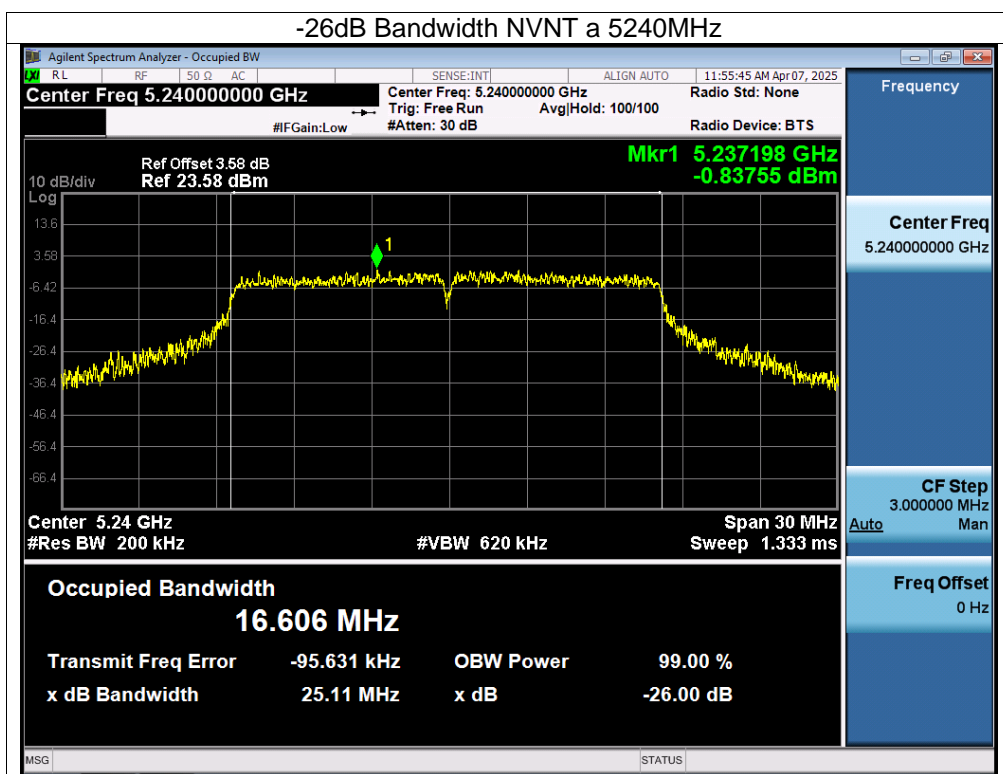 -26dB Bandwidth NVNT a 5240MHz
Agilent Spectrum Analyzer - Occupied BW
LXI RL RF 50 Ω AC SENSE:INT ALIGN AUTO 11:55:45 AM Apr 07, 2025
Center Freq 5.240000000 GHz
Center Freq: 5.240000000 GHz
Radio Std: None
Trig: Free Run Avg|Hold: 100/100
#IFGain:Low #Atten: 30 dB Radio Device: BTS
Ref Offset 3.58 dB
10 dB/div Ref 23.58 dBm
Mkr1 5.237198 GHz
-0.83755 dBm
Log
13.6
3.58
-6.42
-16.4
-26.4
-36.4
-46.4
-56.4
-66.4
1
Center 5.24 GHz Span 30 MHz
#Res BW 200 kHz #VBW 620 kHz Sweep 1.333 ms
Occupied Bandwidth
16.606 MHz
Transmit Freq Error -95.631 kHz OBW Power 99.00 %
x dB Bandwidth 25.11 MHz x dB -26.00 dB
MSG STATUS
Frequency
Center Freq
5.240000000 GHz
CF Step
3.000000 MHz
Auto Man
Freq Offset
0 Hz